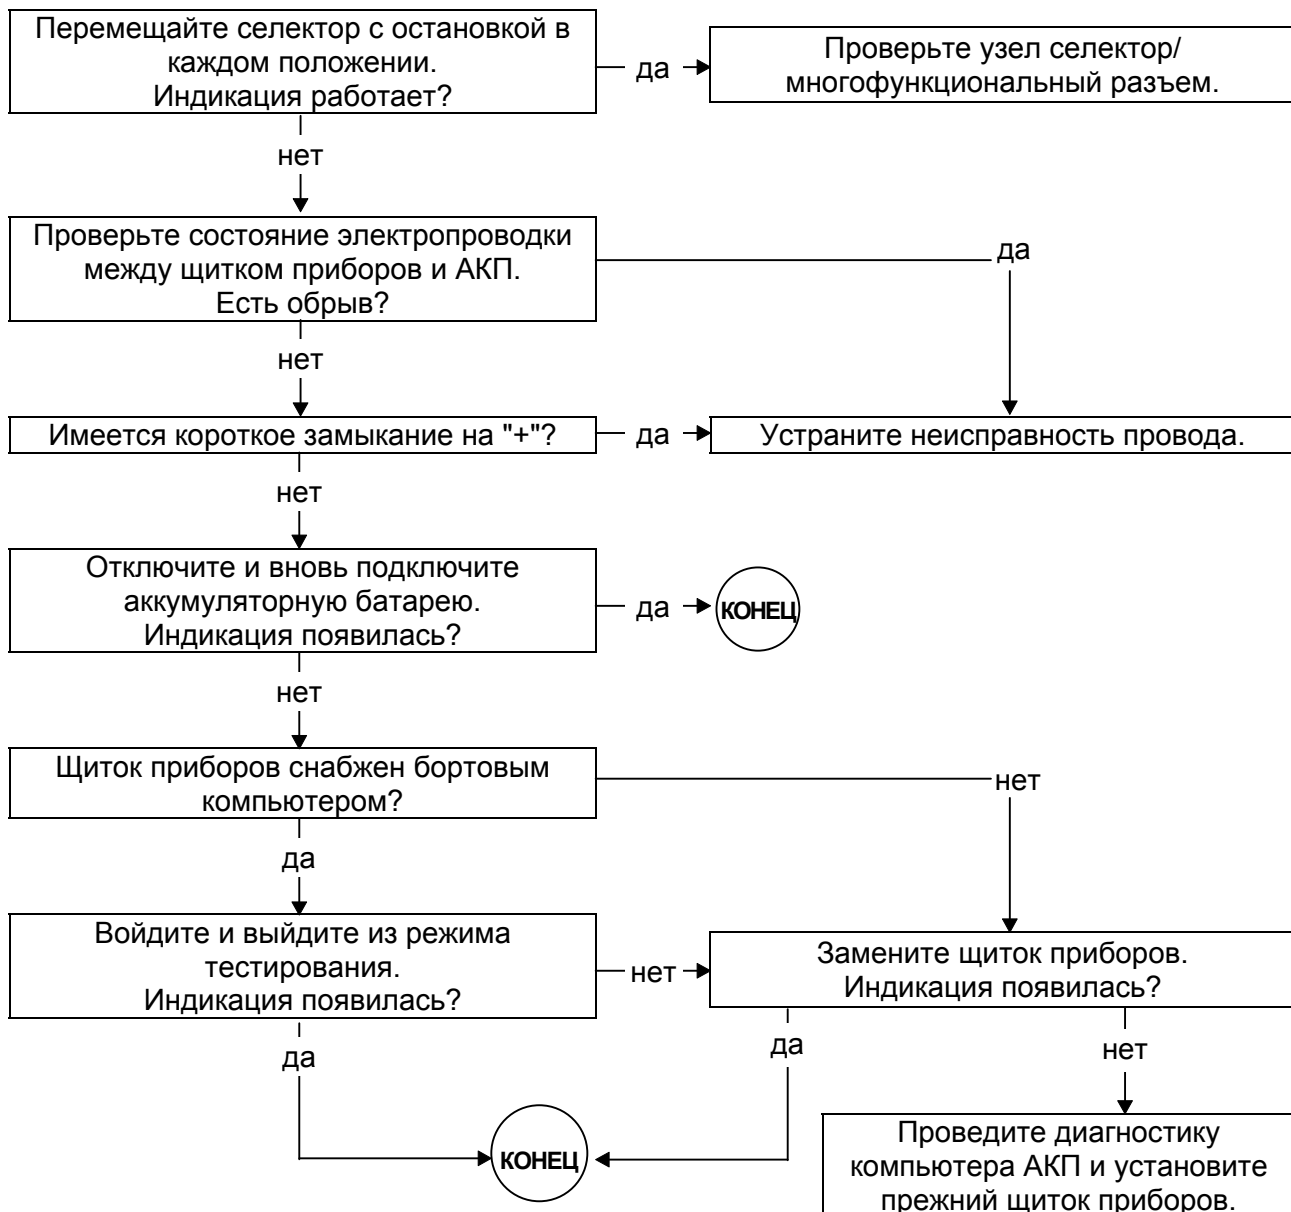 Перемещайте селектор с остановкой в
каждом положении.
Индикация работает?
да
Проверьте узел селектор/
многофункциональный разъем.
нет
Проверьте состояние электропроводки
между щитком приборов и АКП.
Есть обрыв?
да
нет
Имеется короткое замыкание на "+"?
да
Устраните неисправность провода.
нет
Отключите и вновь подключите
аккумуляторную батарею.
Индикация появилась?
да
КОНЕЦ
нет
Щиток приборов снабжен бортовым
компьютером?
нет
да
Войдите и выйдите из режима
тестирования.
Индикация появилась?
нет
Замените щиток приборов.
Индикация появилась?
да
да
нет
КОНЕЦ
Проведите диагностику
компьютера АКП и установите
прежний щиток приборов.